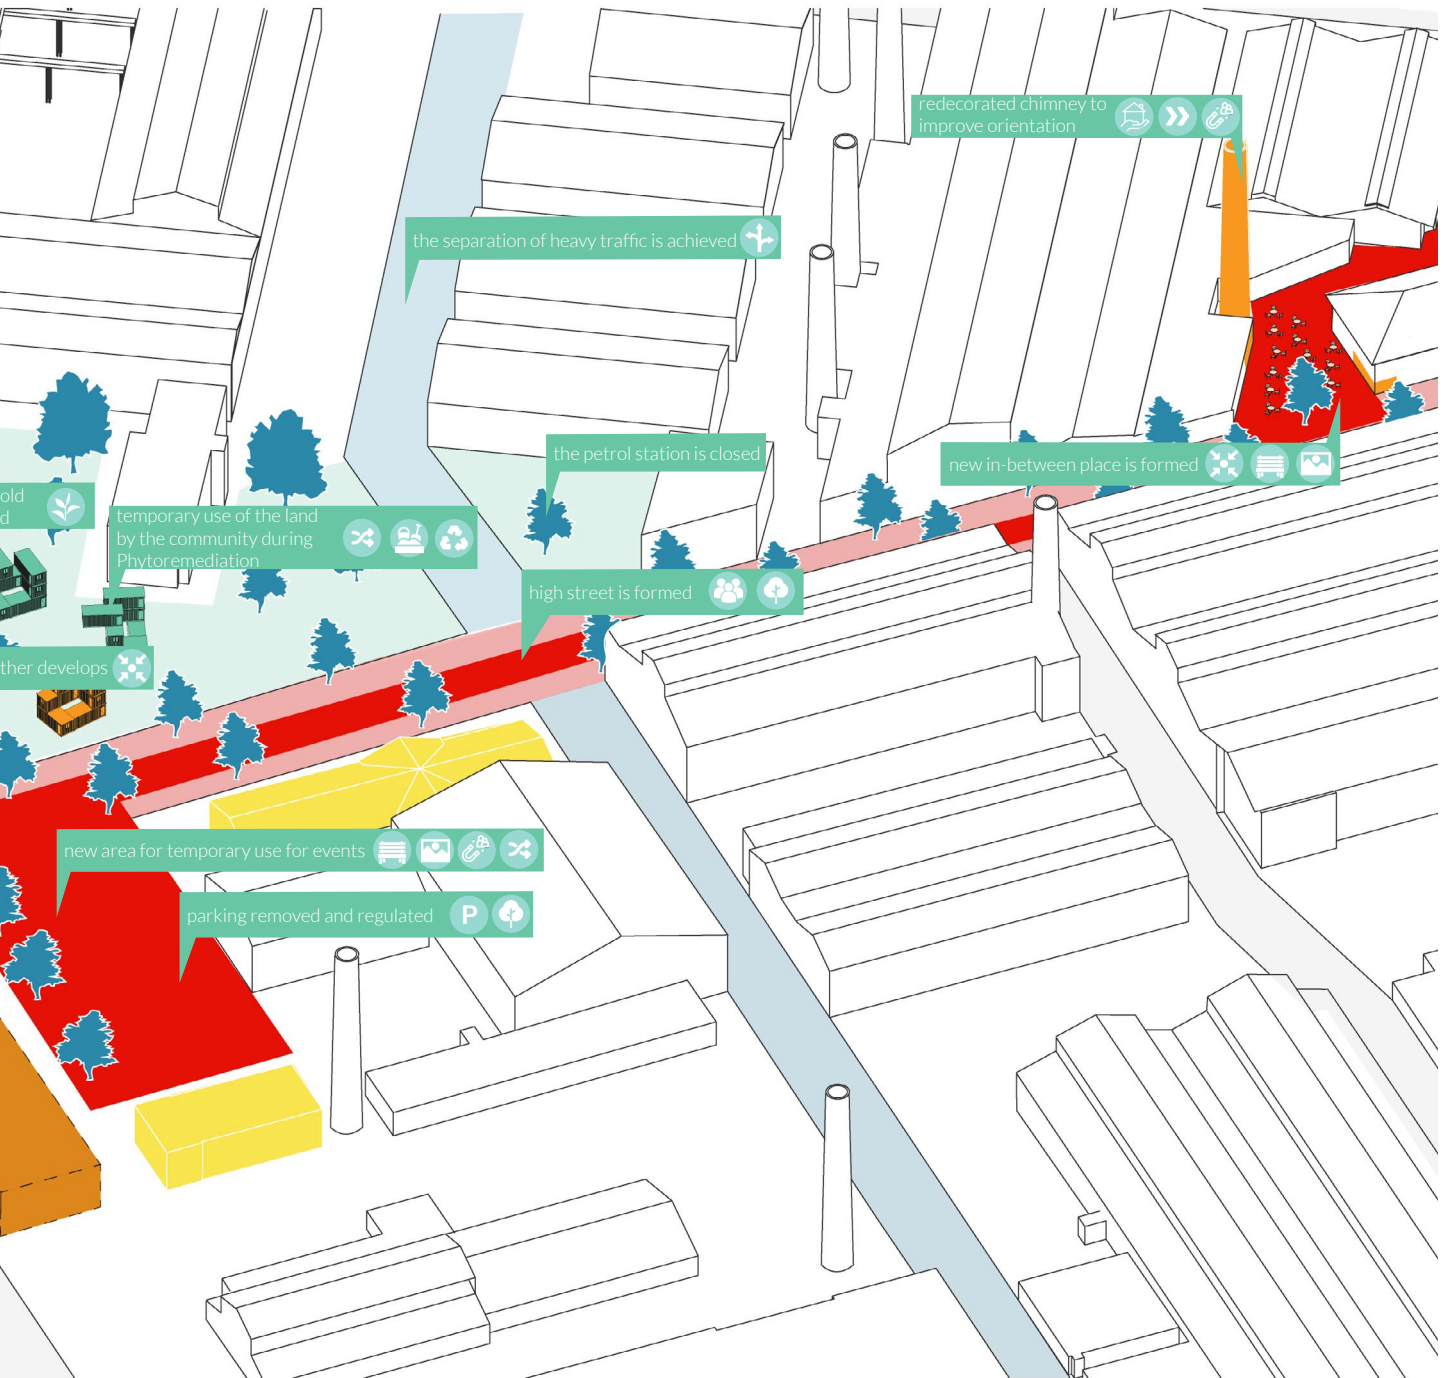 redecorated chimney to
improve orientation
the separation of heavy traffic is achieved
the petrol station is closed
new in-between place is formed
old
d
temporary use of the land
by the community during
Phytoremediation
high street is formed
ther develops
new area for temporary use for events
parking removed and regulated
P